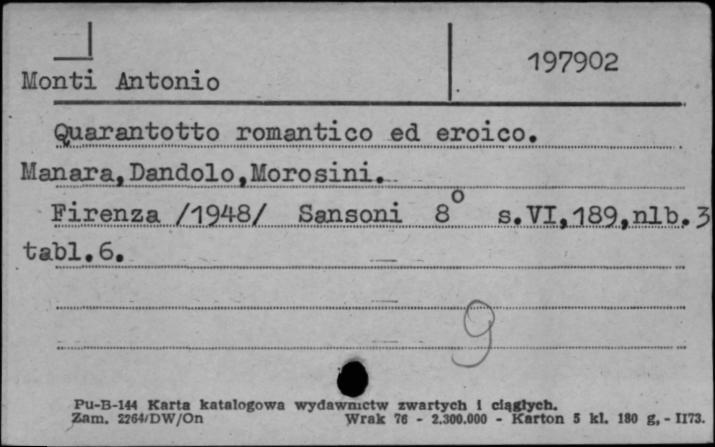 197902
Monti Antonio
Quarantotto romantico ed eroico.
Manara,Dandolo,Morosini.
Firenza /1948/ Sansoni 8° s.VI,189,nlb.3
tabl.6.
9
Pu-B-144 Karta katalogowa wydawnictw zwartych i ciągłych.
Zam. 2264/DW/On Wrak 76 - 2.300.000 - Karton 5 kl. 180 g, - II73.